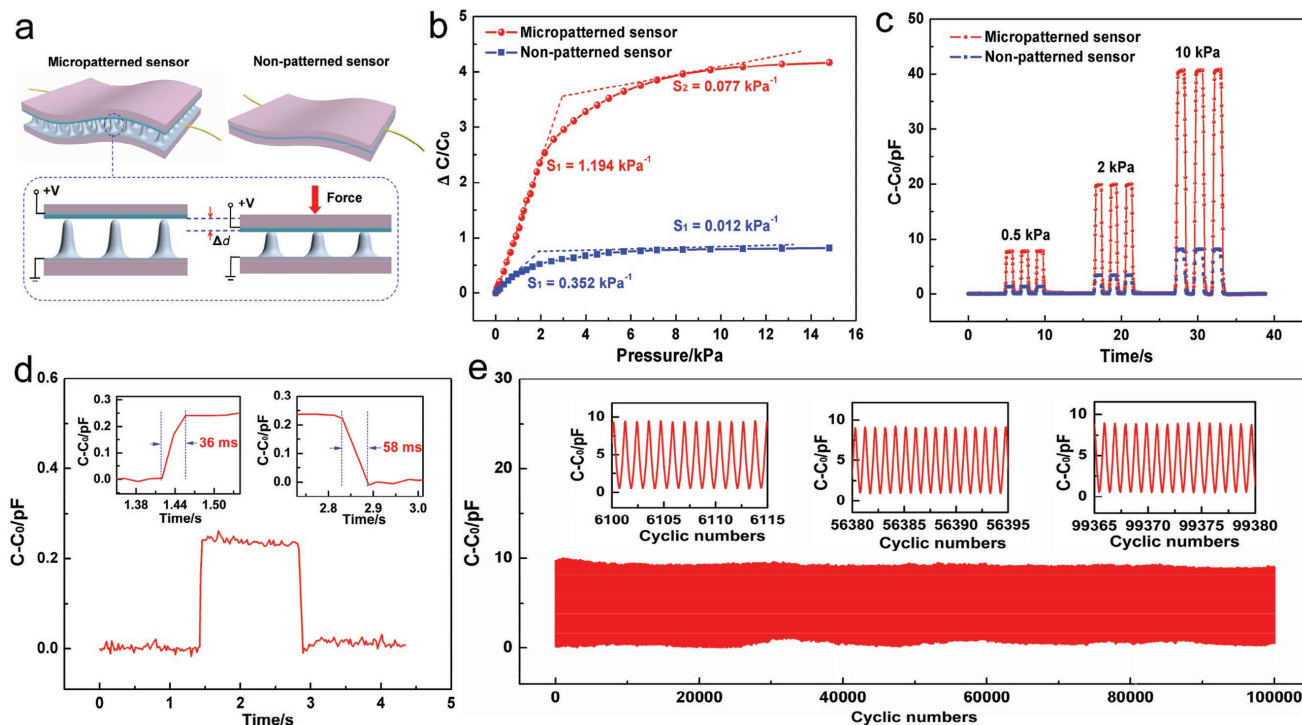 a
Micropatterned sensor
Non-patterned sensor
+V
+V
Force
Δd
b
Micropatterned sensor
Non-patterned sensor
S₂ = 0.077 kPa⁻¹
S₁ = 1.194 kPa⁻¹
S₁ = 0.012 kPa⁻¹
S₁ = 0.352 kPa⁻¹
Δ C/C₀
5
4
3
2
1
0
0 2 4 6 8 10 12 14 16
Pressure/kPa
c
Micropatterned sensor
Non-patterned sensor
10 kPa
2 kPa
0.5 kPa
C-C₀/pF
50
40
30
20
10
0
0 10 20 30 40
Time/s
d
C-C₀/pF
0.6
0.4
0.2
0.0
0 1 2 3 4 5
Time/s
C-C₀/pF
0.3
0.2
0.1
0.0
36 ms
1.38 1.44 1.50
Time/s
C-C₀/pF
0.3
0.2
0.1
0.0
58 ms
2.8 2.9 3.0
Time/s
e
C-C₀/pF
30
20
10
0
0 20000 40000 60000 80000 100000
Cyclic numbers
C-C₀/pF
10
5
0
6100 6105 6110 6115
Cyclic numbers
C-C₀/pF
10
5
0
56380 56385 56390 56395
Cyclic numbers
C-C₀/pF
10
5
0
99365 99370 99375 99380
Cyclic numbers